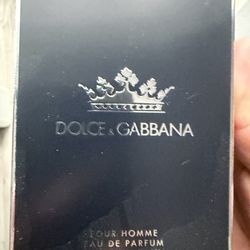 DOLCE & GABBANA
POUR HOMME
EAU DE PARFUM